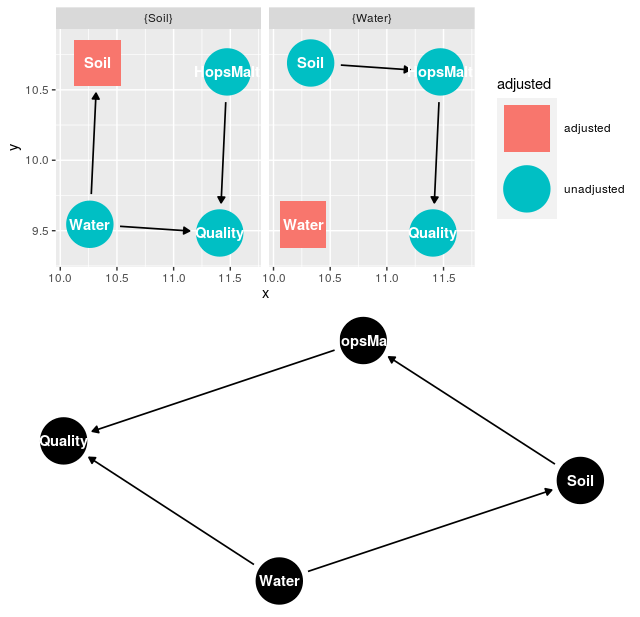 {Soil} {Water}
y
10.5
10.0
9.5
Soil HopsMalt
Water Quality
Soil HopsMalt
Water Quality
10.0 10.5 11.0 11.5 10.0 10.5 11.0 11.5
x
adjusted
adjusted
unadjusted
opsMa
Quality
Soil
Water